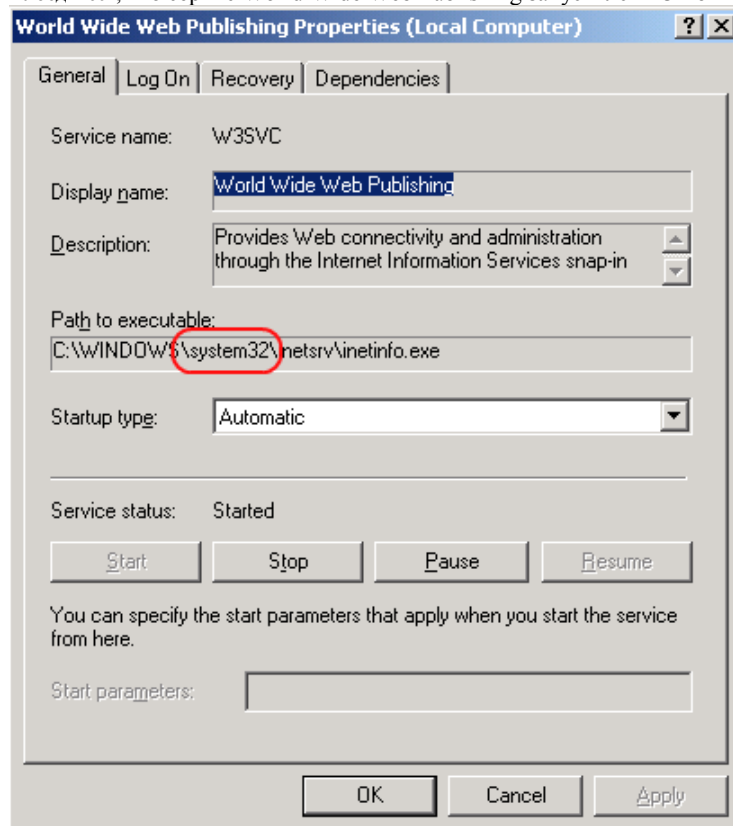 World Wide Web Publishing Properties (Local Computer)
General Log On Recovery Dependencies
Service name: W3SVC
Display name: World Wide Web Publishing
Description: Provides Web connectivity and administration
through the Internet Information Services snap-in
Path to executable:
C:\WINDOWS\system32\inetsrv\inetinfo.exe
Startup type: Automatic
Service status: Started
Start Stop Pause Resume
You can specify the start parameters that apply when you start the service
from here.
Start parameters:
OK Cancel Apply